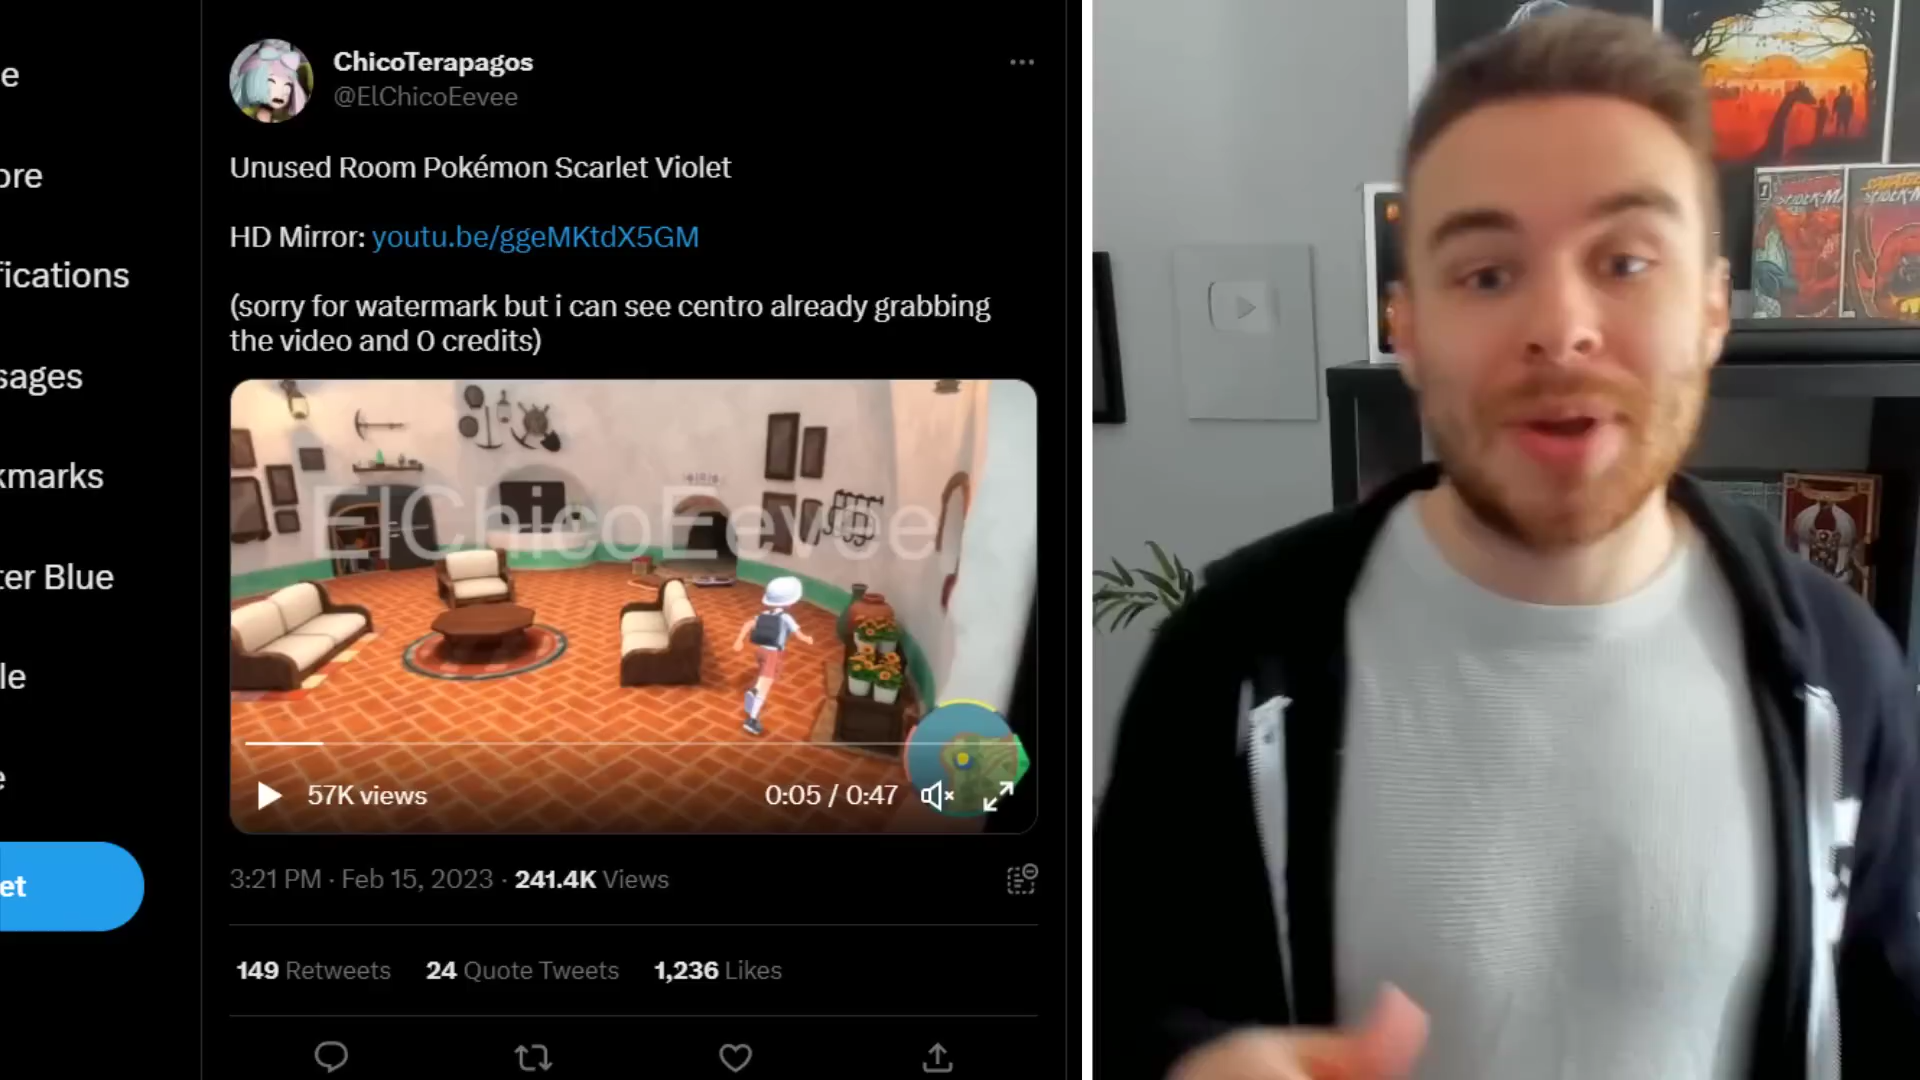 e
ChicoTerapagos
@ElChicoEevee
ore
Unused Room Pokémon Scarlet Violet
HD Mirror: youtu.be/ggeMKtdX5GM
fications
(sorry for watermark but i can see centro already grabbing
the video and 0 credits)
sages
kmarks
ElChicoEevee
ter Blue
le
e
57K views
0:05 / 0:47
3:21 PM · Feb 15, 2023 · 241.4K Views
et
149 Retweets 24 Quote Tweets 1,236 Likes